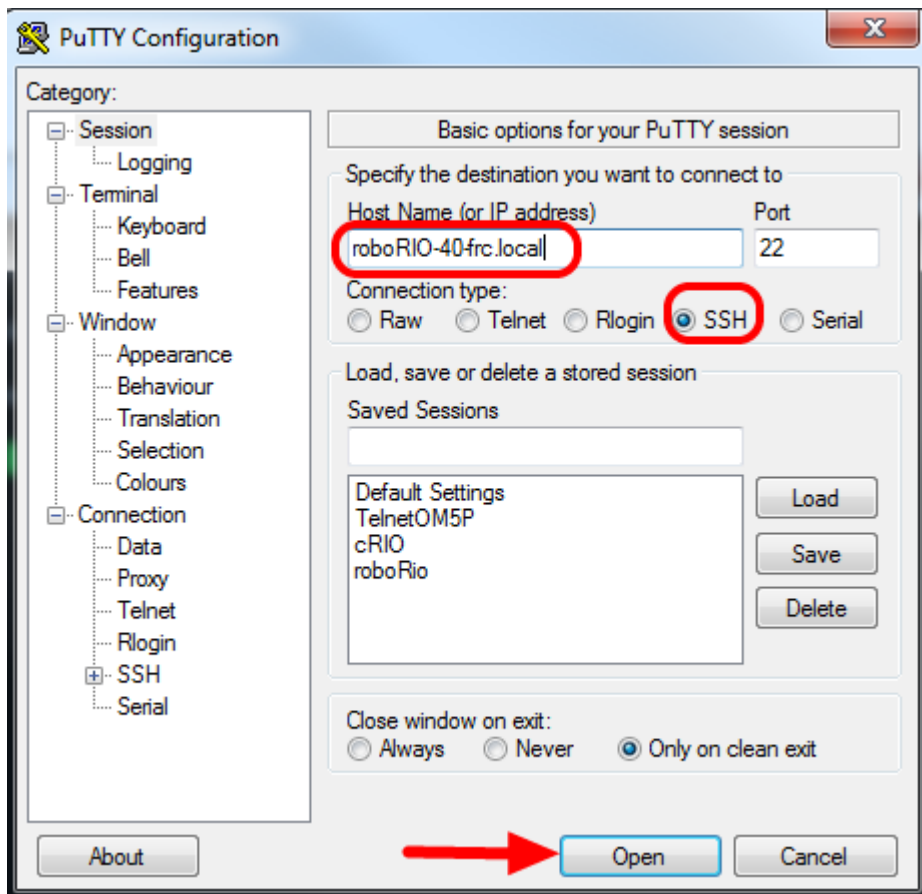 PuTTY Configuration
Category:
Session
Logging
Terminal
Keyboard
Bell
Features
Window
Appearance
Behaviour
Translation
Selection
Colours
Connection
Data
Proxy
Telnet
Rlogin
SSH
Serial
Basic options for your PuTTY session
Specify the destination you want to connect to
Host Name (or IP address) Port
roboRIO-40-frc.local 22
Connection type:
Raw Telnet Rlogin SSH Serial
Load, save or delete a stored session
Saved Sessions
Default Settings
TelnetOM5P
cRIO
roboRio
Load
Save
Delete
Close window on exit:
Always Never Only on clean exit
About Open Cancel